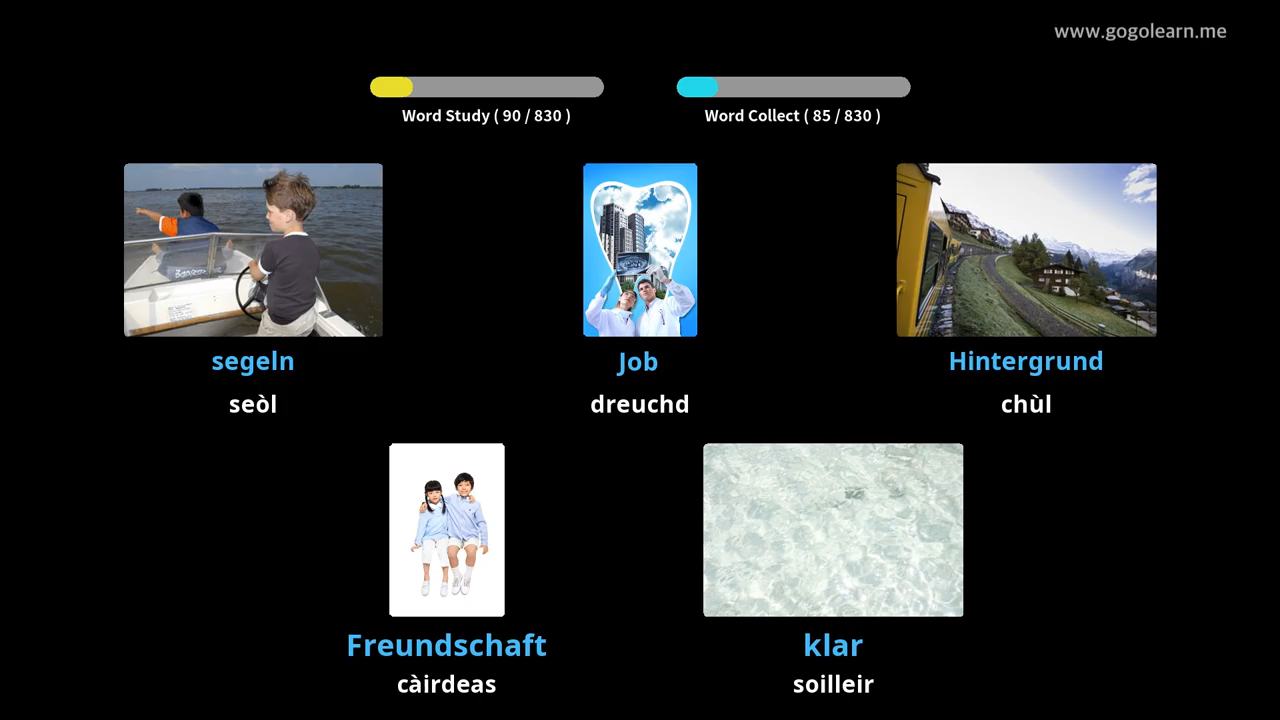 www.gogolearn.me
Word Study ( 90 / 830 )
Word Collect ( 85 / 830 )
segeln
seòl
Job
dreuchd
Hintergrund
chùl
Freundschaft
càirdeas
klar
soilleir